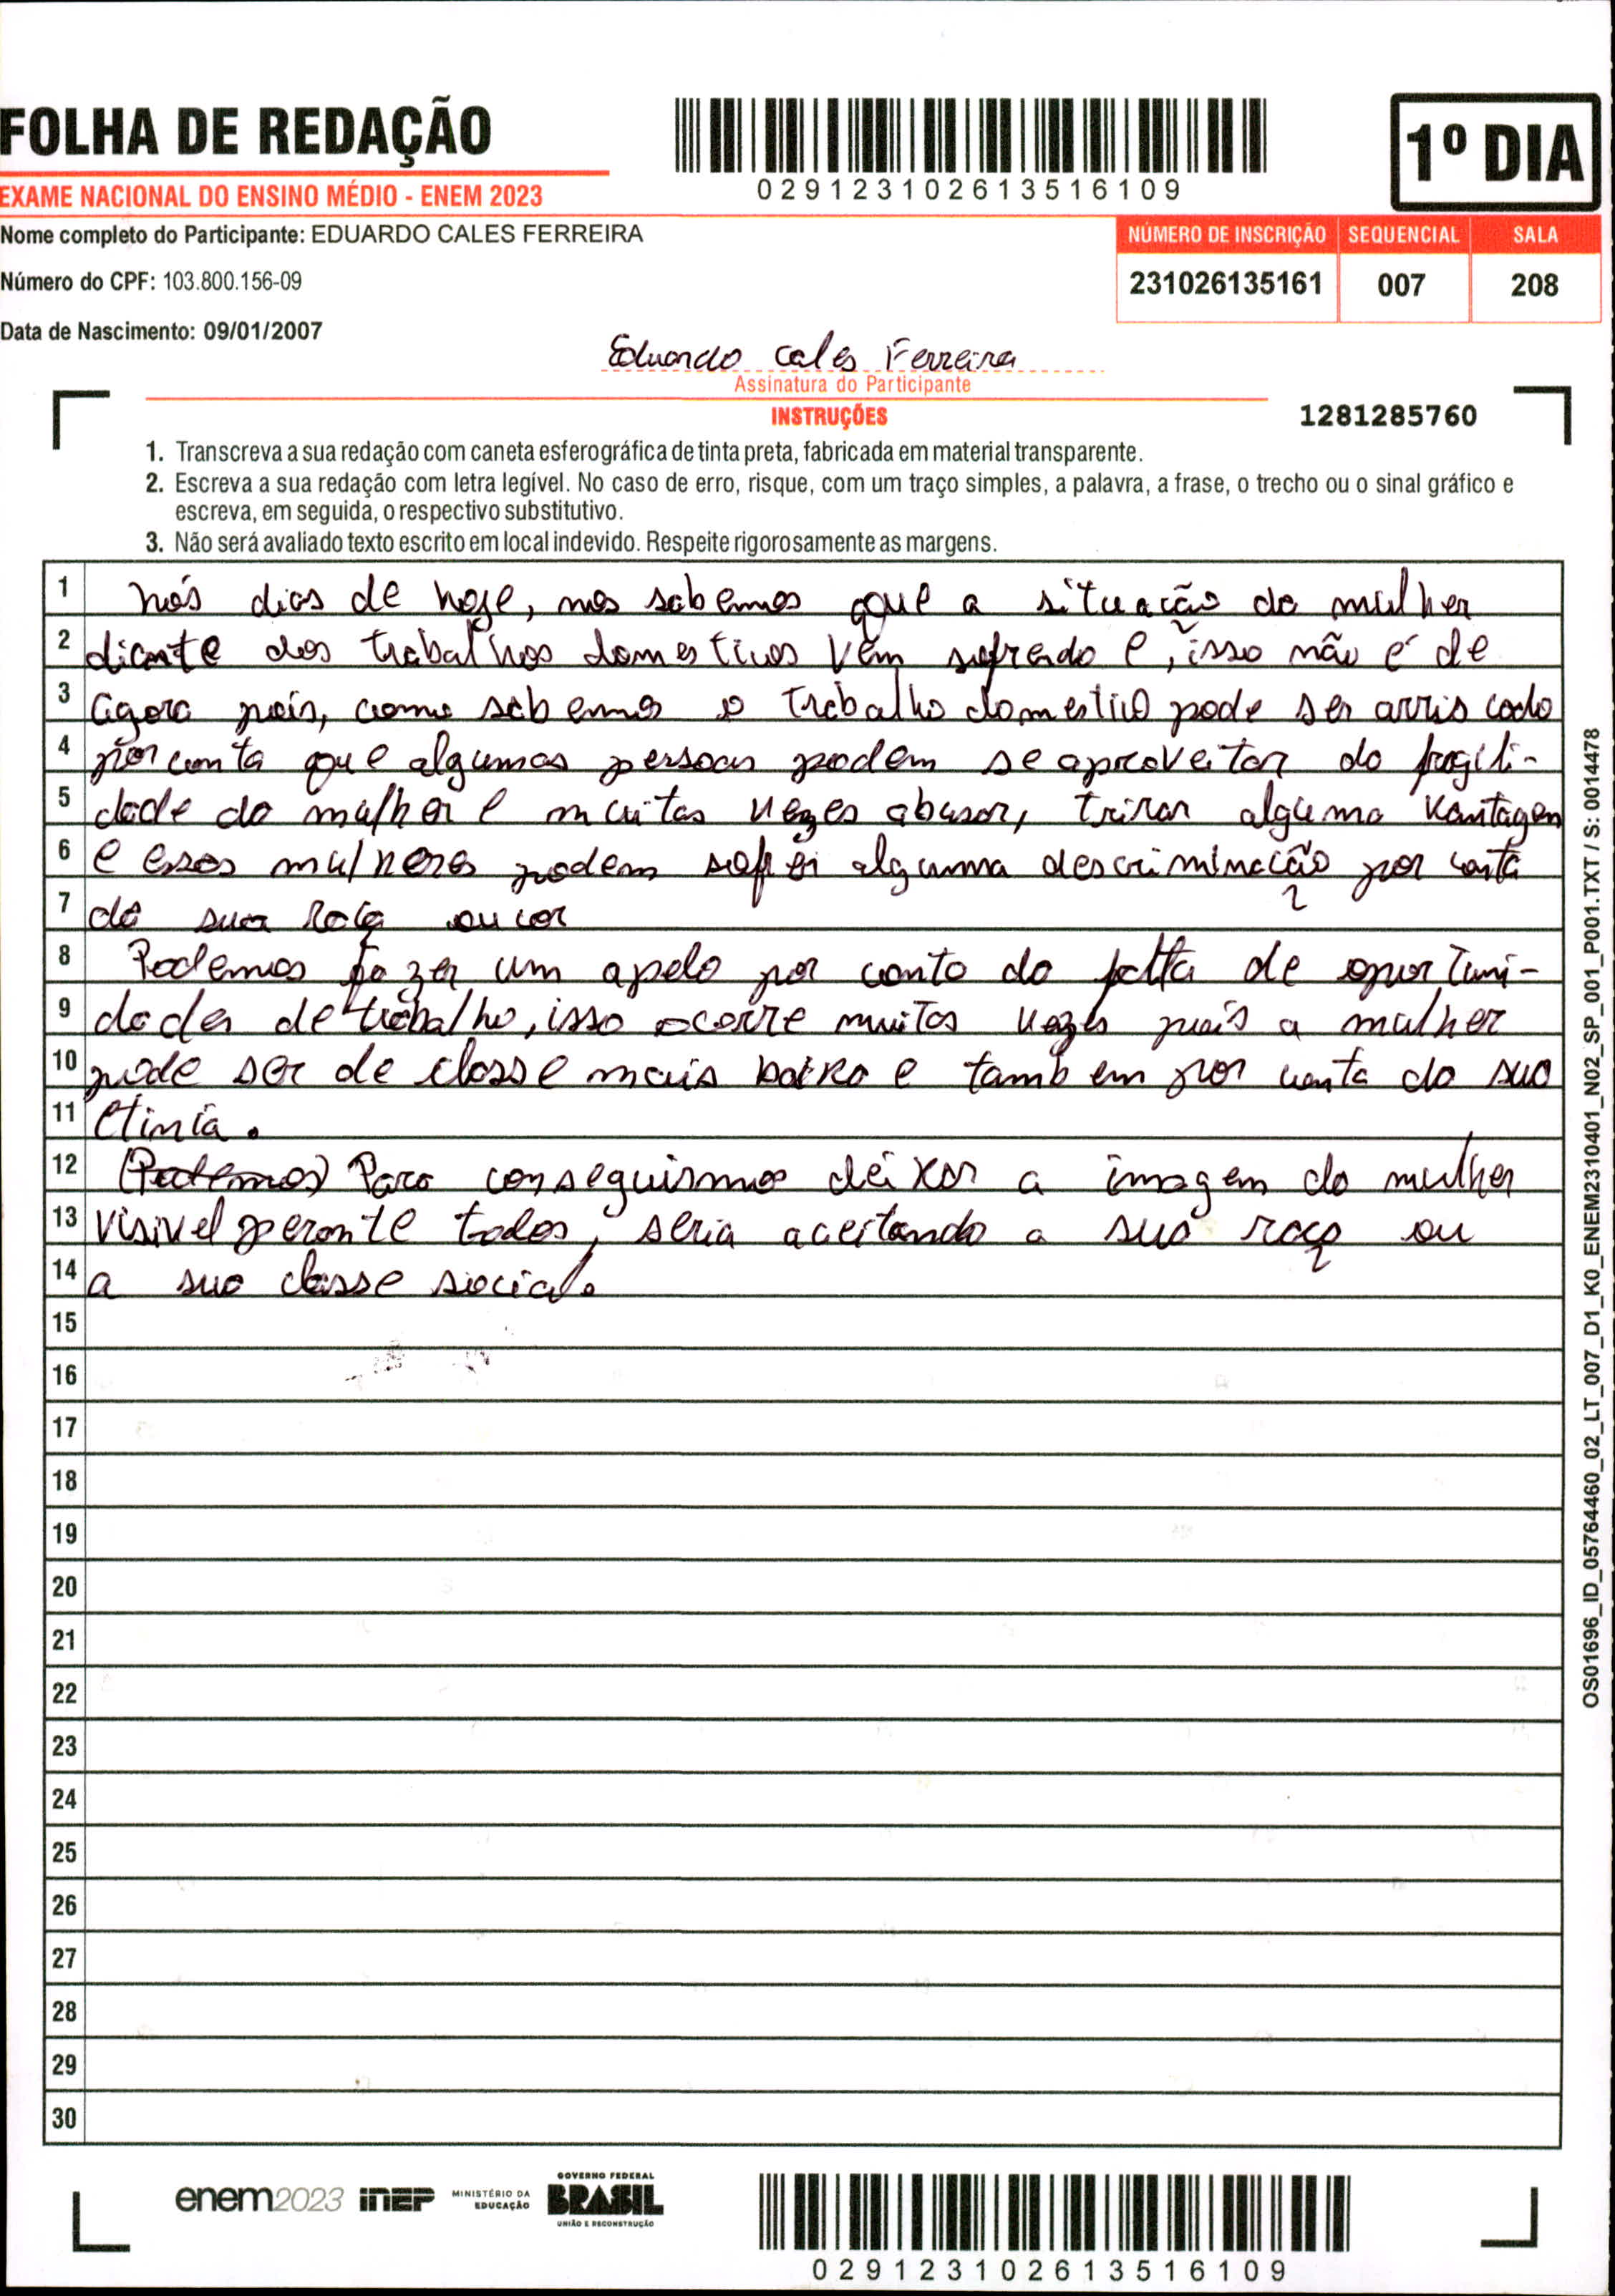 FOLHA DE REDAÇÃO
EXAME NACIONAL DO ENSINO MÉDIO - ENEM 2023
029123102613516109
1º DIA
Nome completo do Participante: EDUARDO CALES FERREIRA
Número do CPF: 103.800.156-09
Data de Nascimento: 09/01/2007
NÚMERO DE INSCRIÇÃO SEQUENCIAL SALA
231026135161 007 208
Eduardo Cales Ferreira
Assinatura do Participante
INSTRUÇÕES
1281285760
1. Transcreva a sua redação com caneta esferográfica de tinta preta, fabricada em material transparente.
2. Escreva a sua redação com letra legível. No caso de erro, risque, com um traço simples, a palavra, a frase, o trecho ou o sinal gráfico e
escreva, em seguida, o respectivo substitutivo.
3. Não será avaliado texto escrito em local indevido. Respeite rigorosamente as margens.
1 nós dias de hoje, nos sabemos que a situação da mulher
2 diante dos trabalhos domesticos vêm sofrendo e, isso não é de
3 agora pois, como sabemos o trabalho domestico pode ser arriscado
4 por conta que algumas pessoas podem se aproveitar da fragili-
5 dade da mulher e muitas vezes abusar, trirar alguma vantagem
6 e essas mulheres podem sofrer alguma descriminação por conta
7 da sua raça ou cor
8 Podemos fazer um apelo por conta da falta de oportuni-
9 dades de trabalho, isso ocorre muitas vezes pois a mulher
10 pode ser de classe mais baixa e tambem por conta da sua
11 etinia.
12 (Podemos) Para conseguirmos deixar a imagem da mulher
13 visivel perante todos, seria aceitando a sua raça ou
14 a sua classe social.
15
16
17
18
19
20
21
22
23
24
25
26
27
28
29
30
OS01696_ID_05764460_02_LT_007_D1_K0_ENEM2310401_N02_SP_001_P001.TXT / S: 0014478
enem2023 inep MINISTÉRIO DA EDUCAÇÃO GOVERNO FEDERAL BRASIL UNIÃO E RECONSTRUÇÃO
029123102613516109